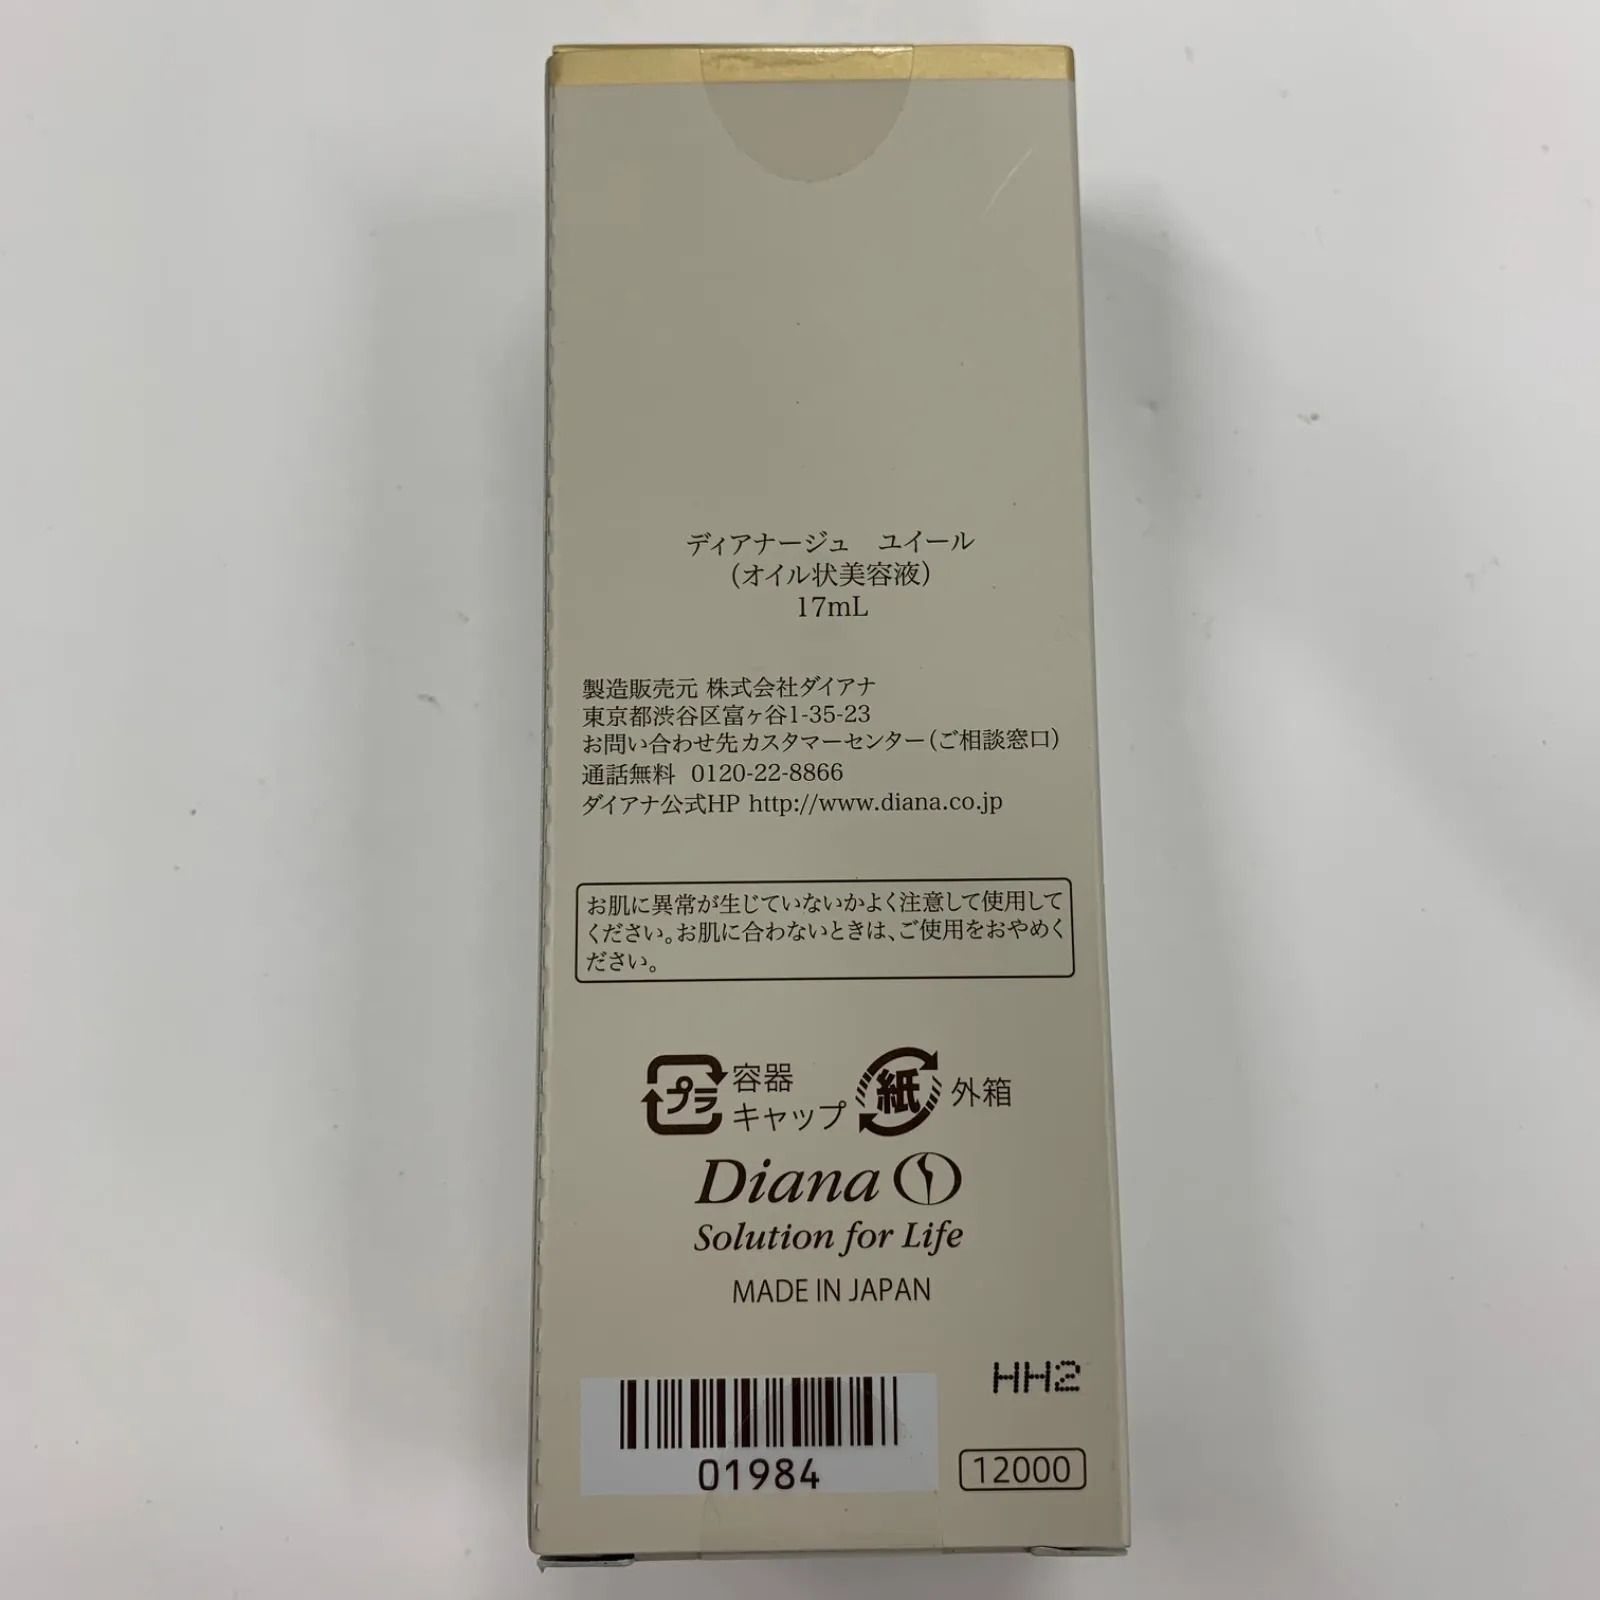 ディアナージュ　ユイール
(オイル状美容液)
17mL
製造販売元 株式会社ダイアナ
東京都渋谷区富ヶ谷1-35-23
お問い合わせ先カスタマーセンター(ご相談窓口)
通話無料 0120-22-8866
ダイアナ公式HP http://www.diana.co.jp
お肌に異常が生じていないかよく注意して使用して
ください。お肌に合わないときは、ご使用をおやめく
ださい。
プラ 容器
キャップ
紙 外箱
Diana
Solution for Life
MADE IN JAPAN
HH2
01984
12000